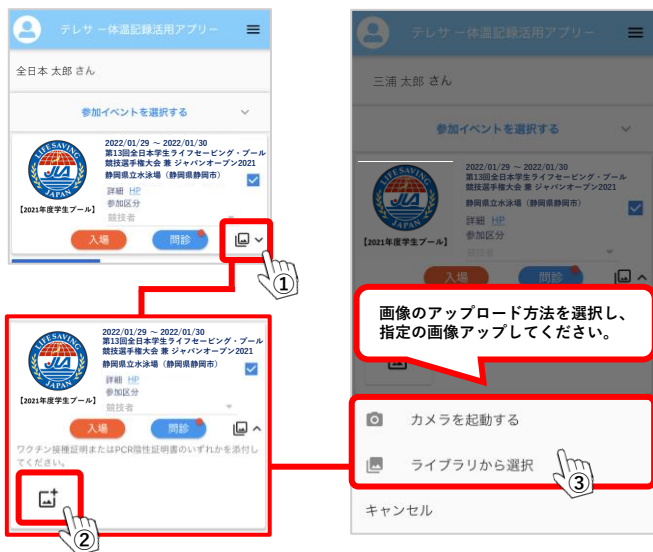 テレサ ー体温記録活用アプリー
全日本 太郎 さん
参加イベントを選択する
LIFESAVING
JLA
JAPAN
【2021年度学生プール】
2022/01/29 ～ 2022/01/30
第13回全日本学生ライフセービング・プール
競技選手権大会 兼 ジャパンオープン2021
静岡県立水泳場（静岡県静岡市）
詳細 HP
参加区分
競技者
入場
問診
①
LIFESAVING
JLA
JAPAN
【2021年度学生プール】
2022/01/29 ～ 2022/01/30
第13回全日本学生ライフセービング・プール
競技選手権大会 兼 ジャパンオープン2021
静岡県立水泳場（静岡県静岡市）
詳細 HP
参加区分
競技者
入場
問診
ワクチン接種証明またはPCR陰性証明書のいずれかを添付し
てください。
②
テレサ ー体温記録活用アプリー
三浦 太郎 さん
参加イベントを選択する
LIFESAVING
JLA
JAPAN
【2021年度学生プール】
2022/01/29 ～ 2022/01/30
第13回全日本学生ライフセービング・プール
競技選手権大会 兼 ジャパンオープン2021
静岡県立水泳場（静岡県静岡市）
詳細 HP
参加区分
競技者
入場
問診
画像のアップロード方法を選択し、
指定の画像アップしてください。
カメラを起動する
ライブラリから選択
③
キャンセル